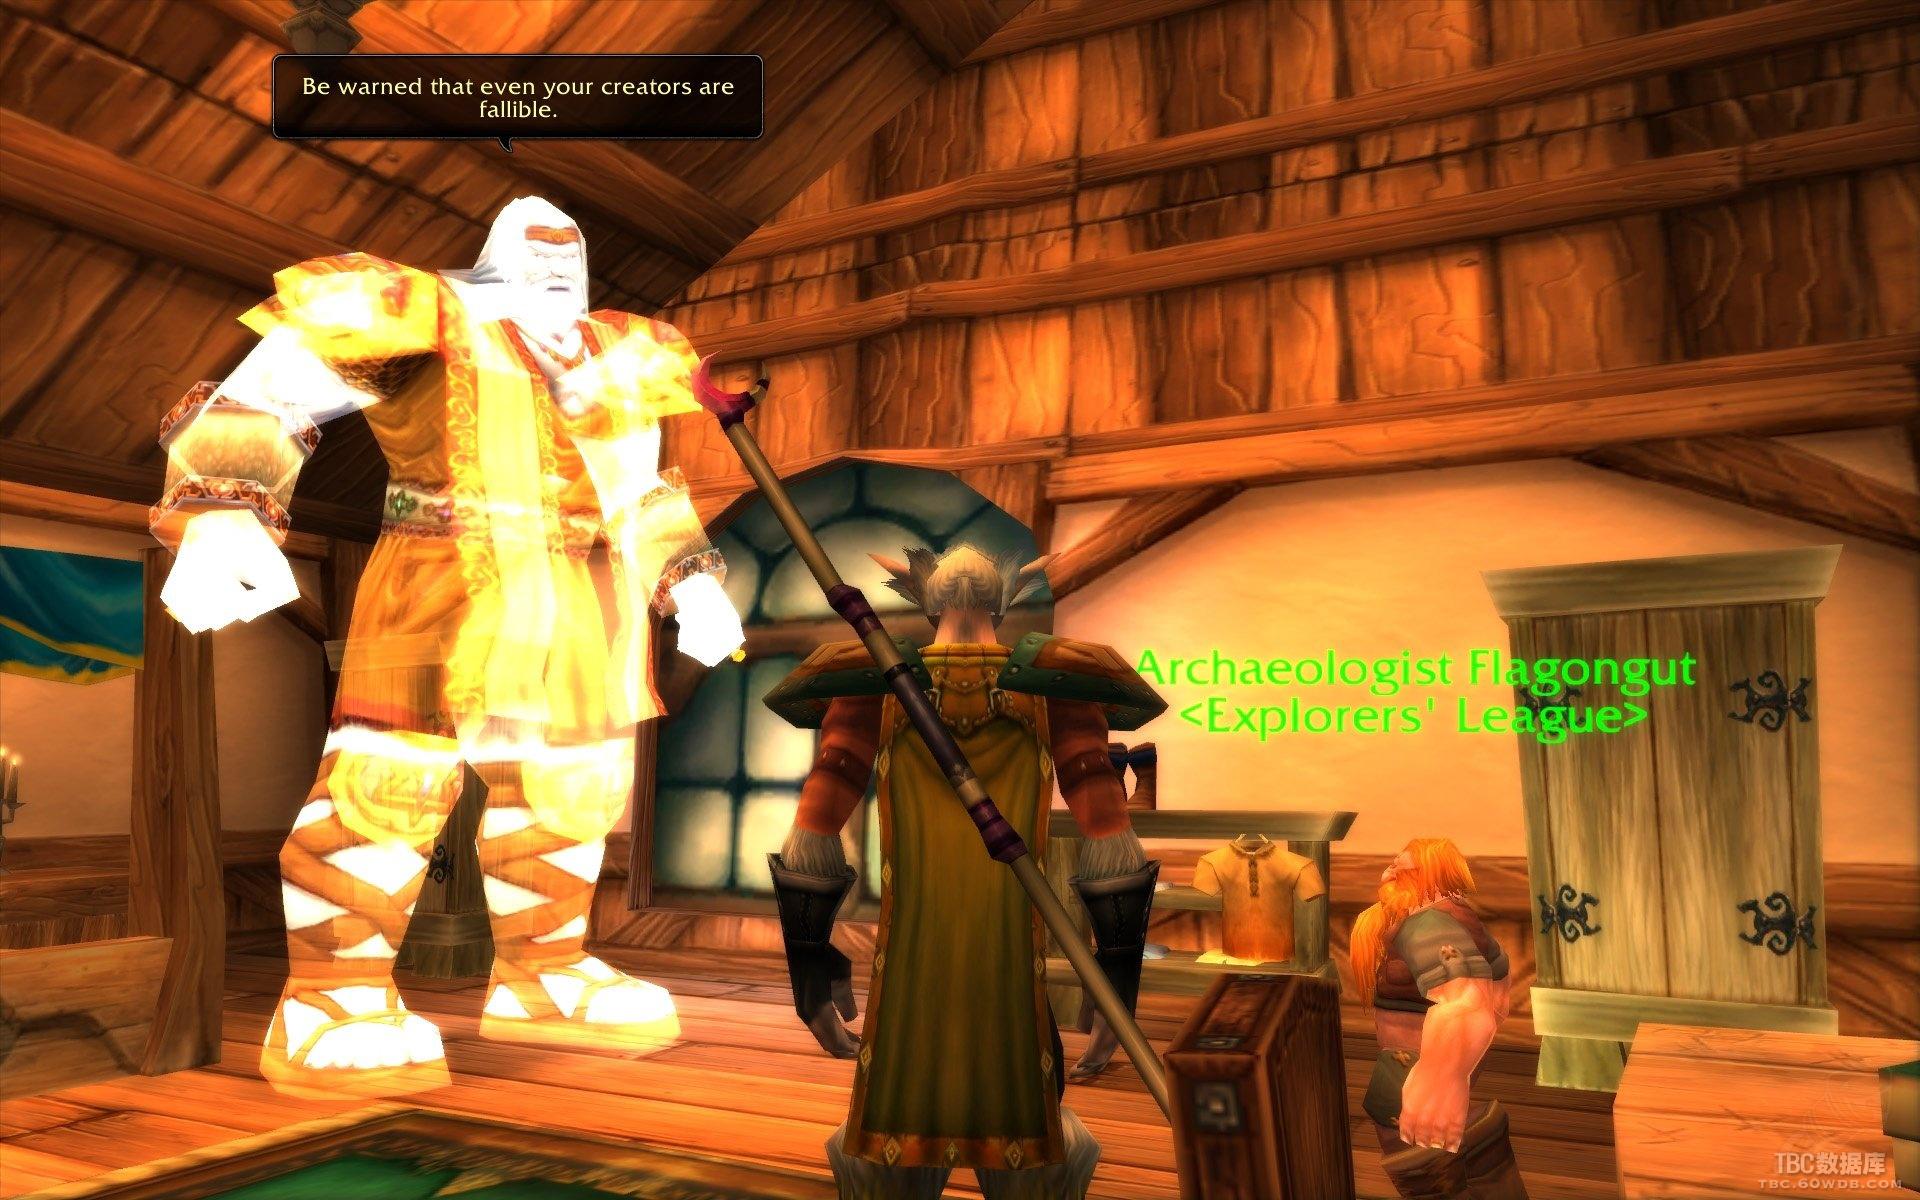 Be warned that even your creators are
fallible.
Archaeologist Flagongut
<Explorers' League>
TBC数据库
TBC.60WDB.COM